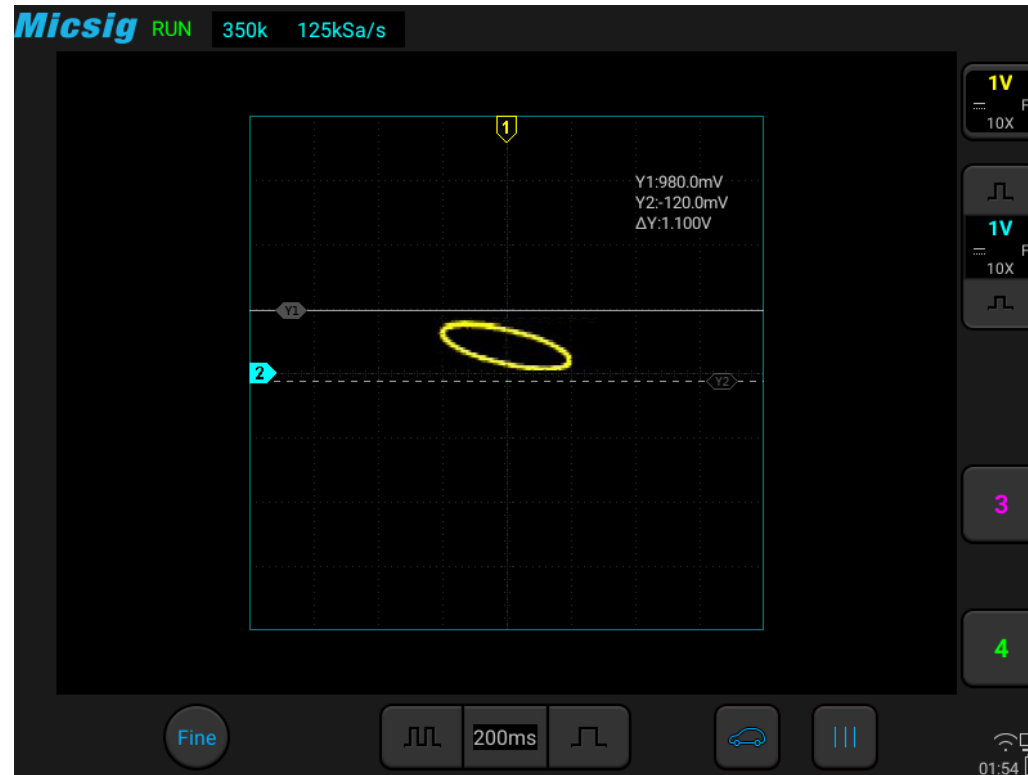 Micsig RUN 350k 125kSa/s
1V
F
10X
1
Y1:980.0mV
Y2:-120.0mV
ΔY:1.100V
1V
F
10X
Y1
2
Y2
3
4
Fine
200ms
01:54